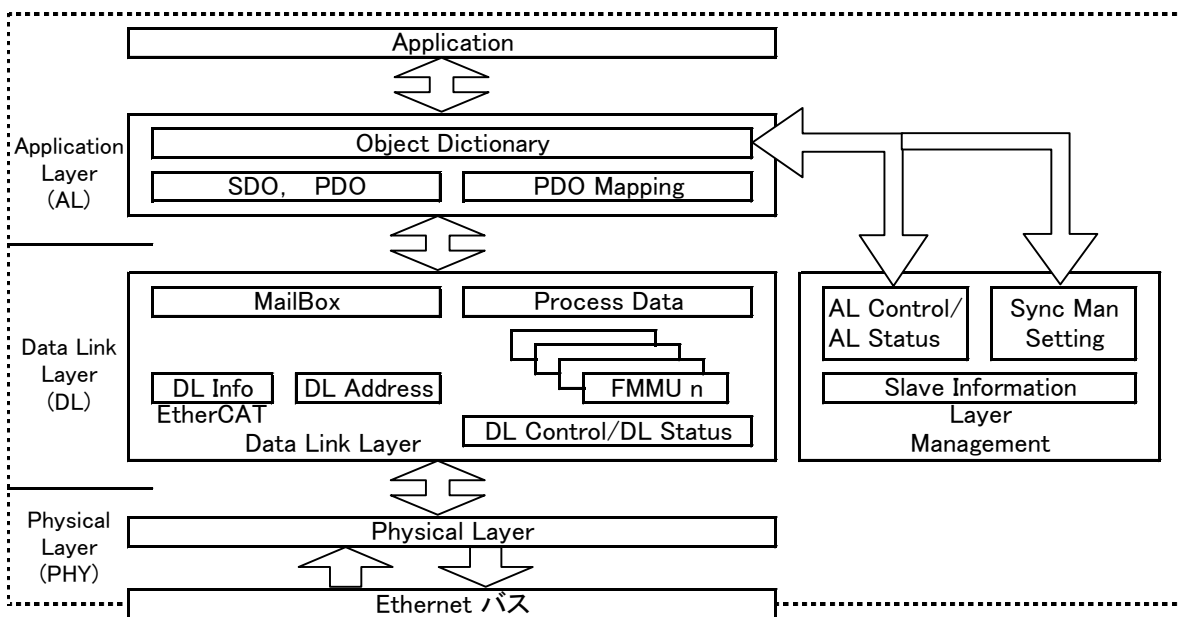 Application
Application
Layer
(AL)
Object Dictionary
SDO, PDO
PDO Mapping
Data Link
Layer
(DL)
MailBox
Process Data
FMMU n
DL Info
DL Address
EtherCAT
Data Link Layer
DL Control/DL Status
AL Control/
AL Status
Sync Man
Setting
Slave Information
Layer
Management
Physical
Layer
(PHY)
Physical Layer
Ethernet バス